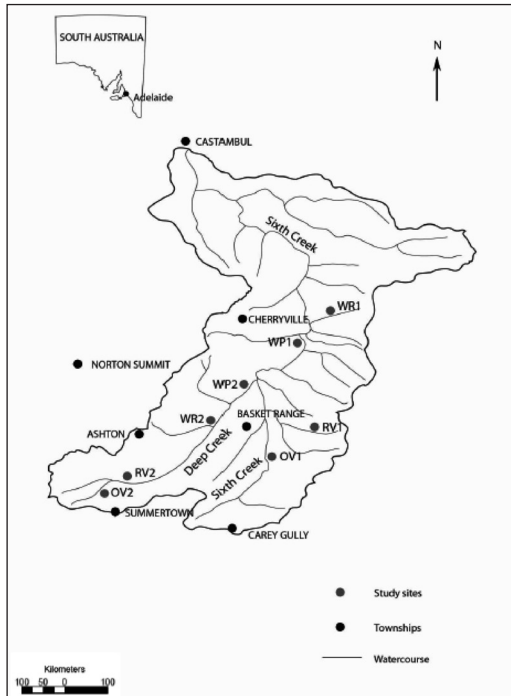 SOUTH AUSTRALIA
Adelaide
N
CASTAMBUL
Sixth Creek
WR1
CHERRYVILLE
WP1
NORTON SUMMIT
WP2
WR2
BASKET RANGE
RV1
ASHTON
Deep Creek
OV1
RV2
Sixth Creek
OV2
SUMMERTOWN
CAREY GULLY
Study sites
Townships
Watercourse
Kilometers
100 50 0 100